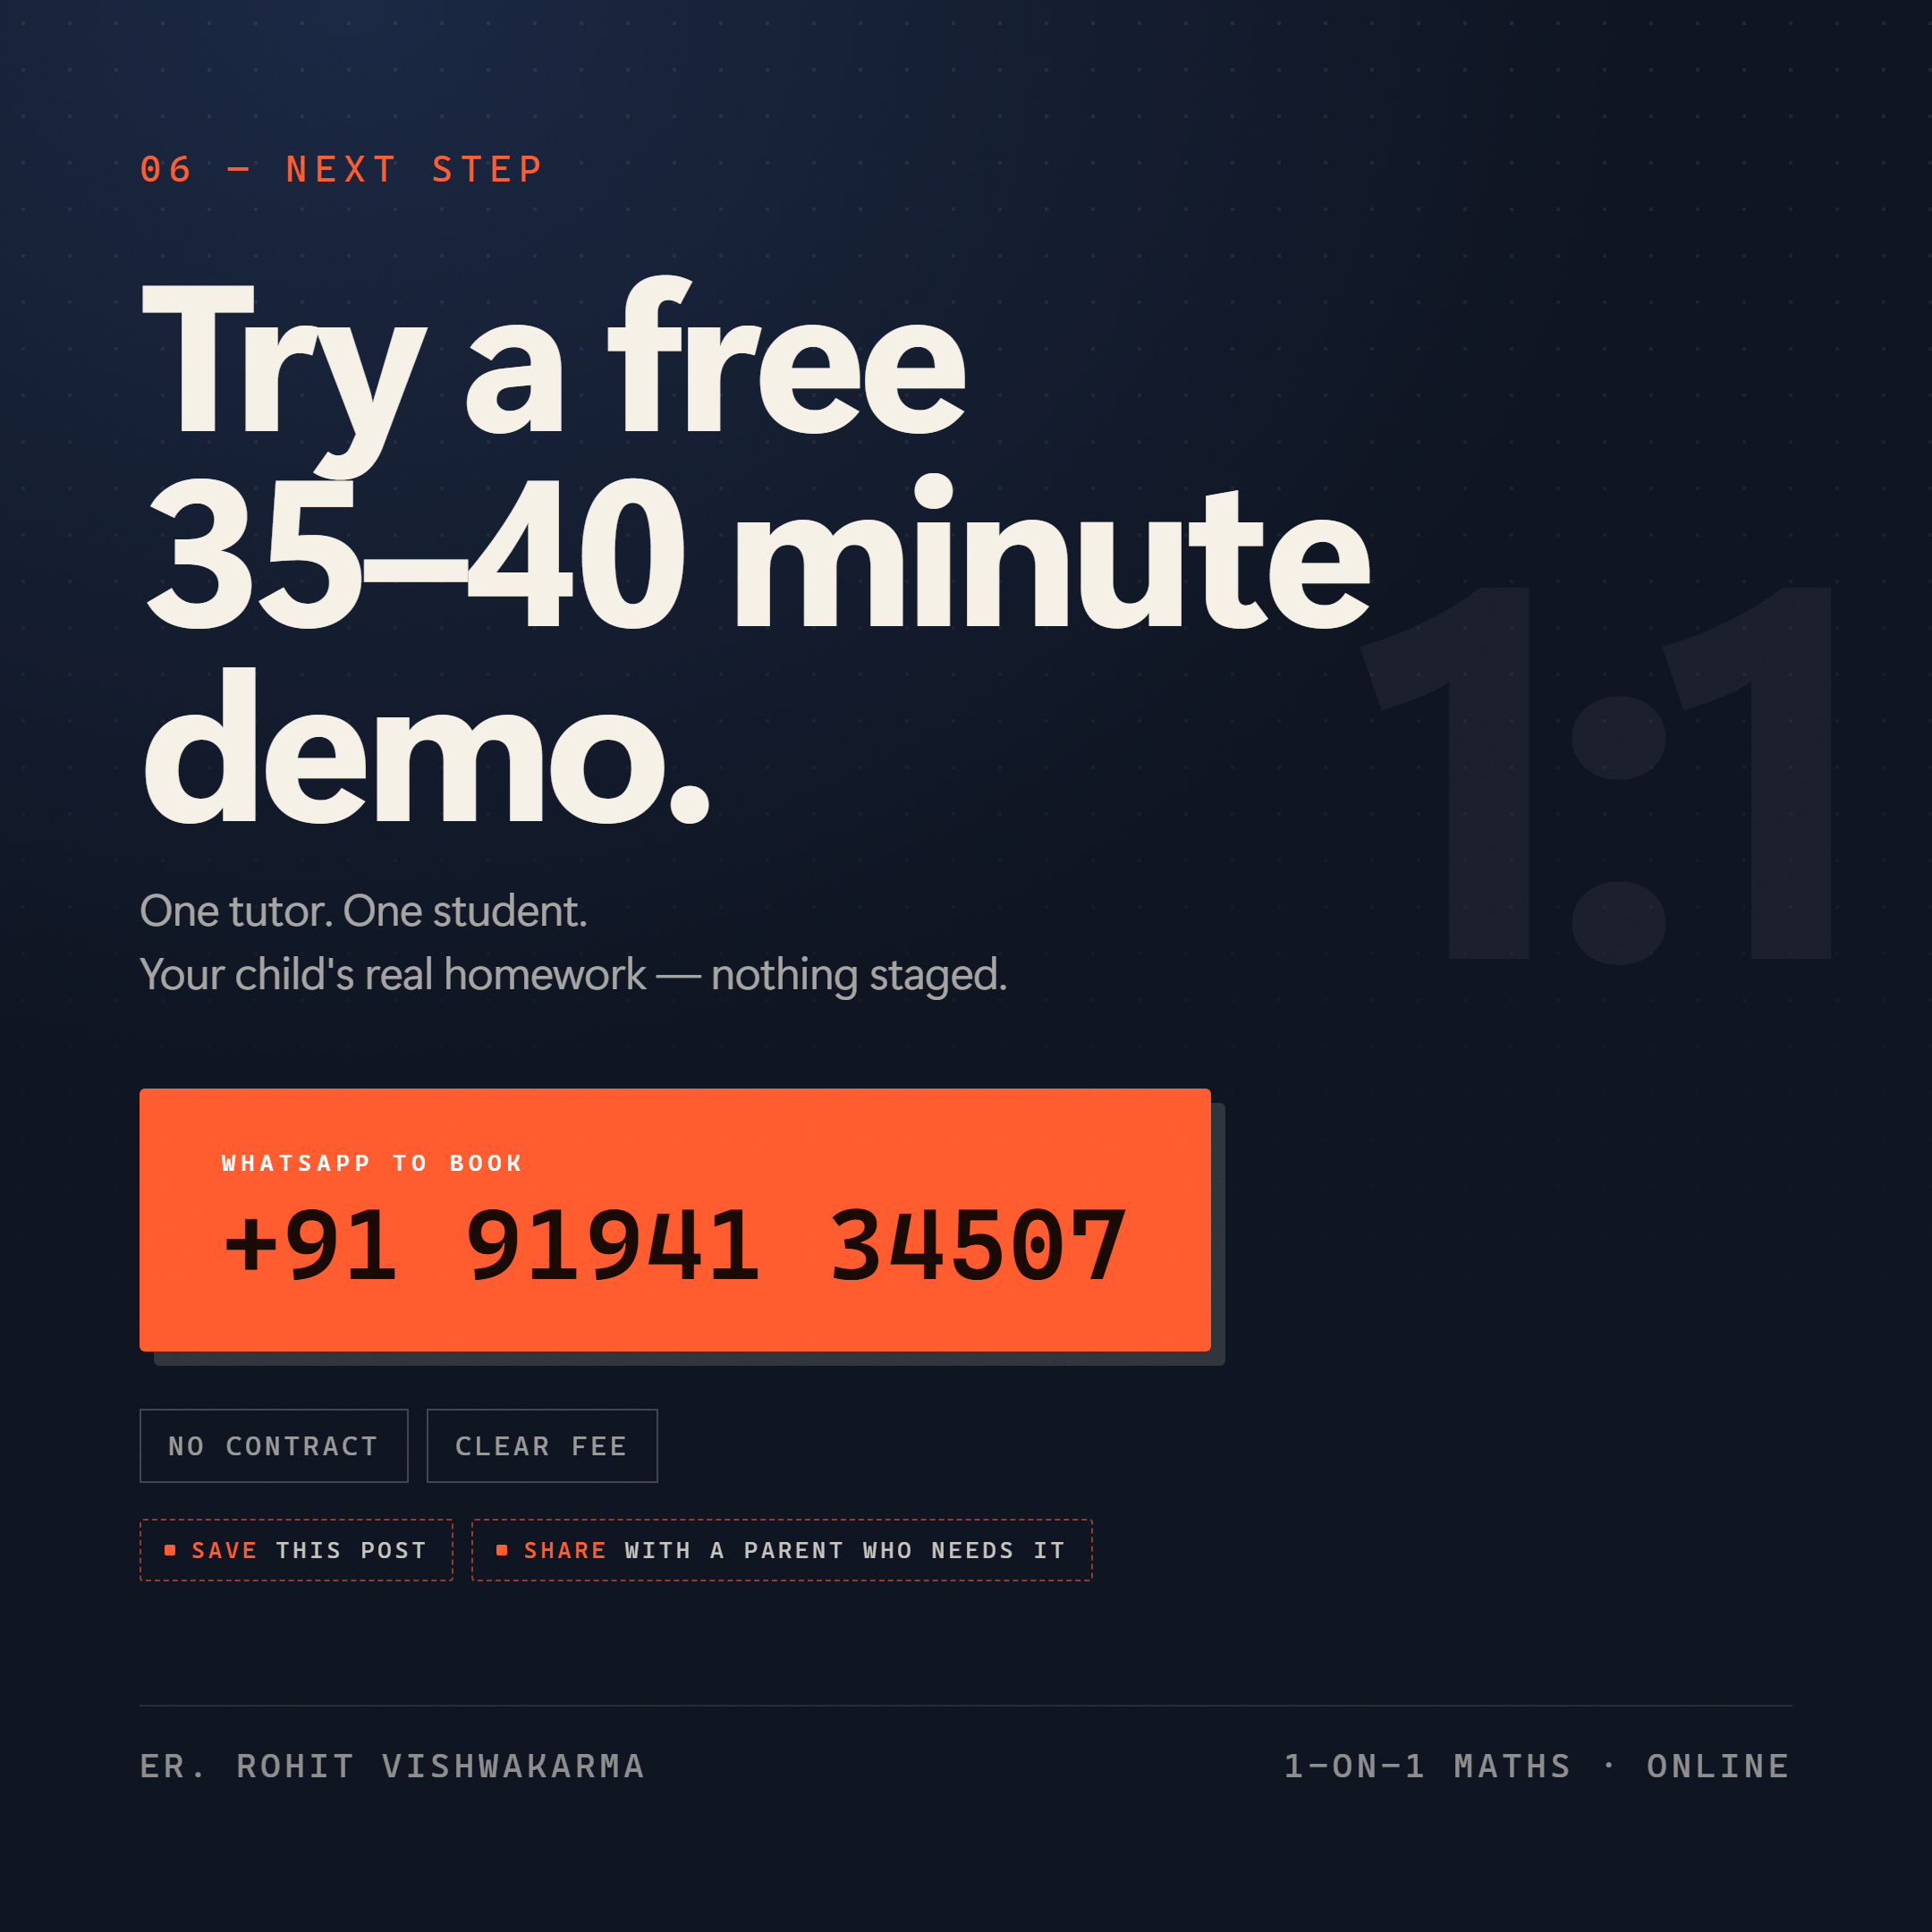 06 — NEXT STEP
Try a free
35–40 minute
demo.
1:1
One tutor. One student.
Your child's real homework — nothing staged.
WHATSAPP TO BOOK
+91 91941 34507
NO CONTRACT
CLEAR FEE
SAVE THIS POST
SHARE WITH A PARENT WHO NEEDS IT
ER. ROHIT VISHWAKARMA
1-ON-1 MATHS · ONLINE